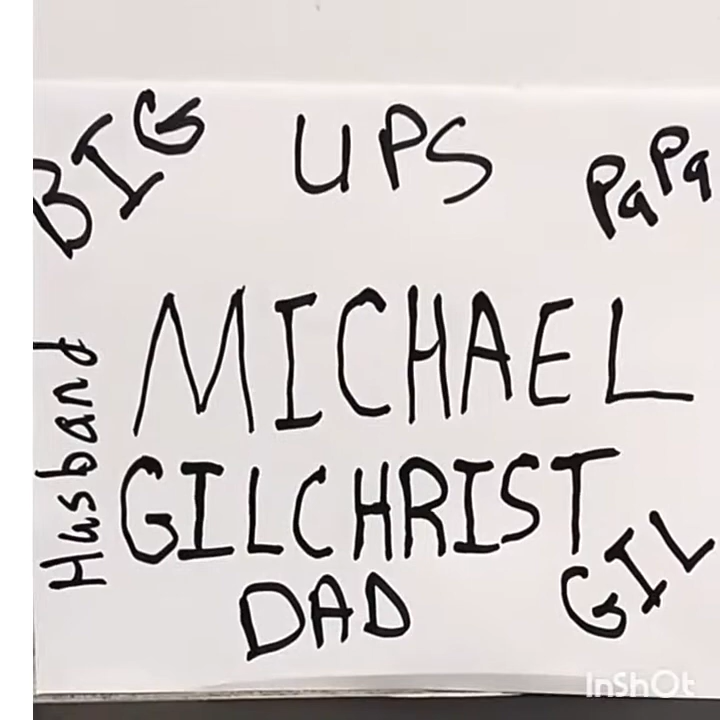 BIG UPS PaPa
MICHAEL
Husband
GILCHRIST
GIL
DAD
InShOt